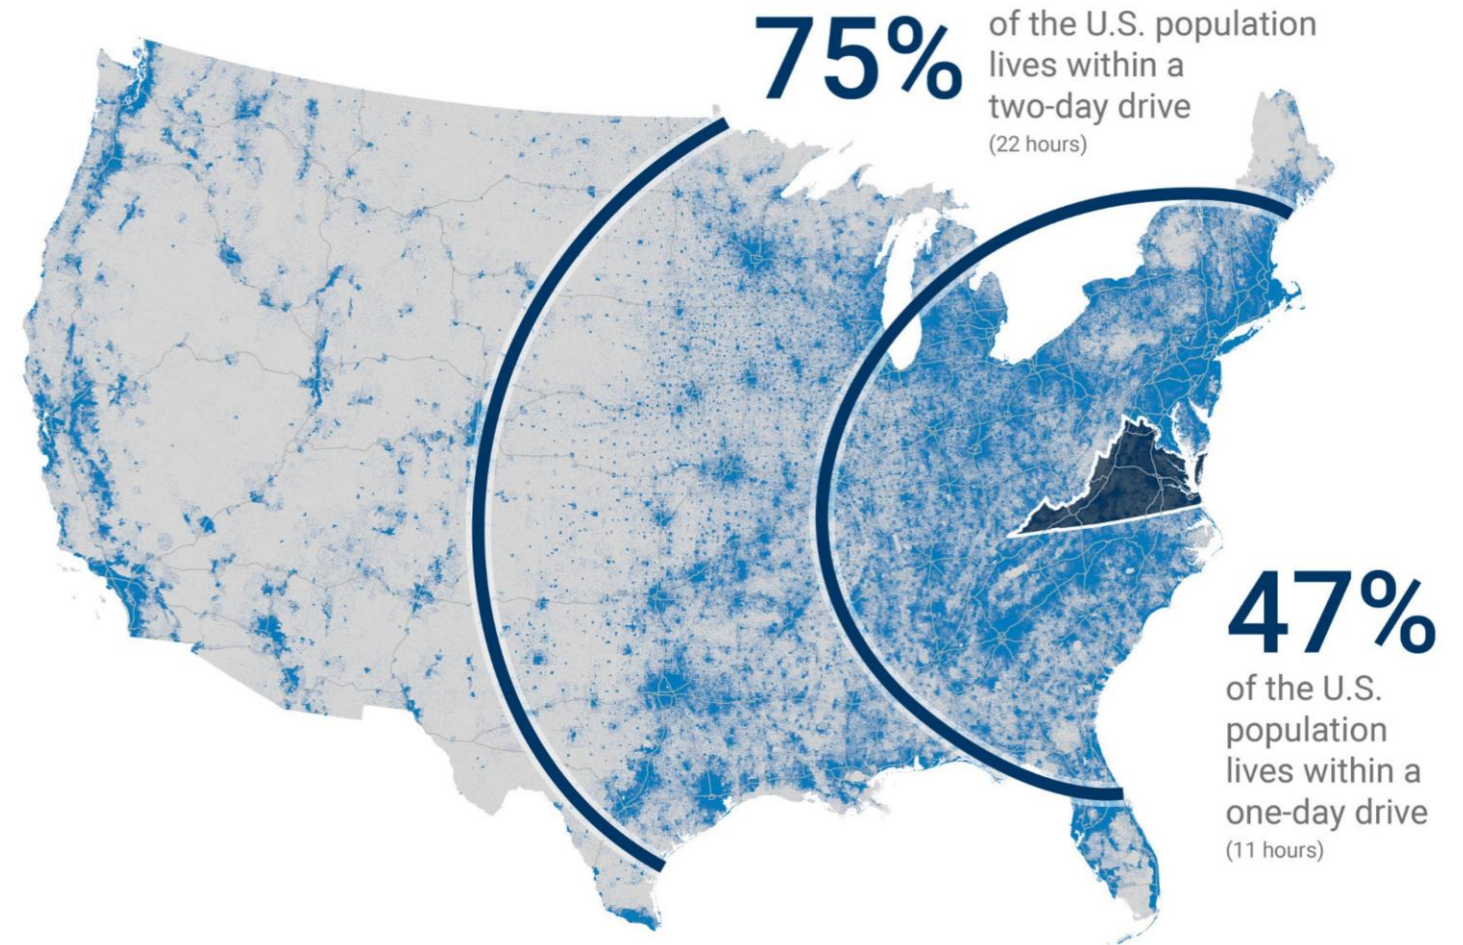 75%
of the U.S. population
lives within a
two-day drive
(22 hours)
47%
of the U.S.
population
lives within a
one-day drive
(11 hours)